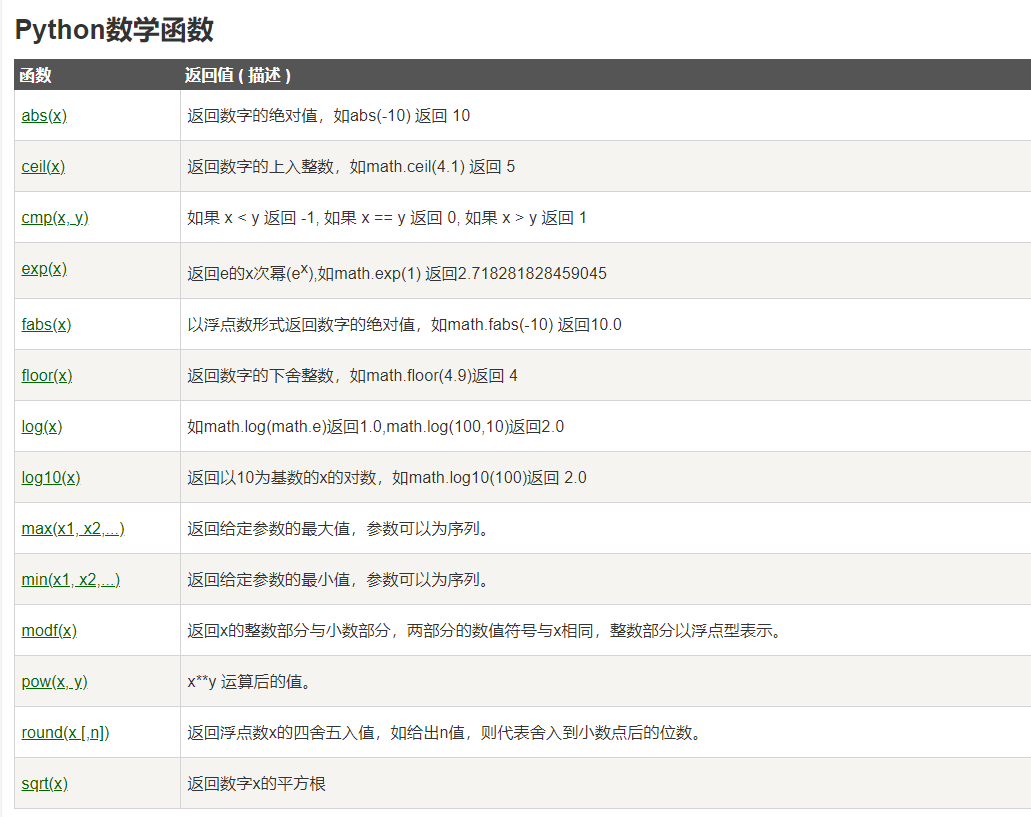 Python数学函数
函数 返回值 ( 描述 )
abs(x) 返回数字的绝对值，如abs(-10) 返回 10
ceil(x) 返回数字的上入整数，如math.ceil(4.1) 返回 5
cmp(x, y) 如果 x < y 返回 -1, 如果 x == y 返回 0, 如果 x > y 返回 1
exp(x) 返回e的x次幂(eˣ),如math.exp(1) 返回2.718281828459045
fabs(x) 以浮点数形式返回数字的绝对值，如math.fabs(-10) 返回10.0
floor(x) 返回数字的下舍整数，如math.floor(4.9)返回 4
log(x) 如math.log(math.e)返回1.0,math.log(100,10)返回2.0
log10(x) 返回以10为基数的x的对数，如math.log10(100)返回 2.0
max(x1, x2,...) 返回给定参数的最大值，参数可以为序列。
min(x1, x2,...) 返回给定参数的最小值，参数可以为序列。
modf(x) 返回x的整数部分与小数部分，两部分的数值符号与x相同，整数部分以浮点型表示。
pow(x, y) x**y 运算后的值。
round(x [,n]) 返回浮点数x的四舍五入值，如给出n值，则代表舍入到小数点后的位数。
sqrt(x) 返回数字x的平方根